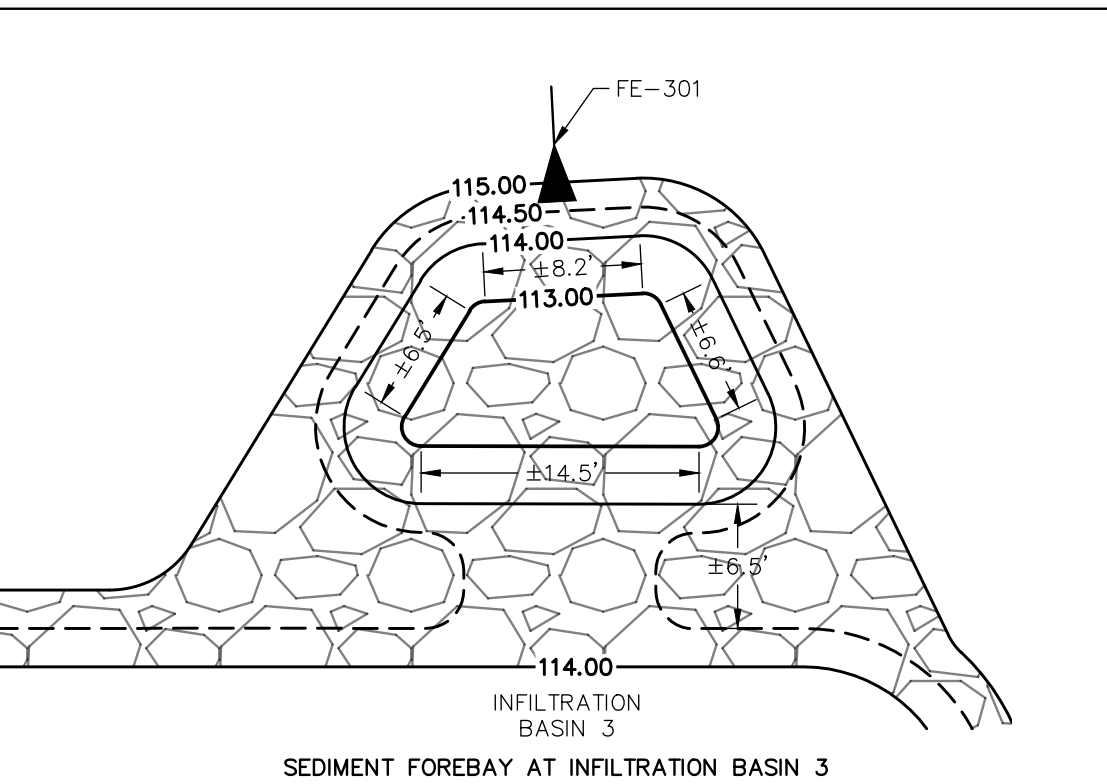 FE-301
115.00
114.50
114.00
±8.2'
113.00
±6.5'
±6.6'
±14.5'
±6.5'
114.00
INFILTRATION
BASIN 3
SEDIMENT FOREBAY AT INFILTRATION BASIN 3